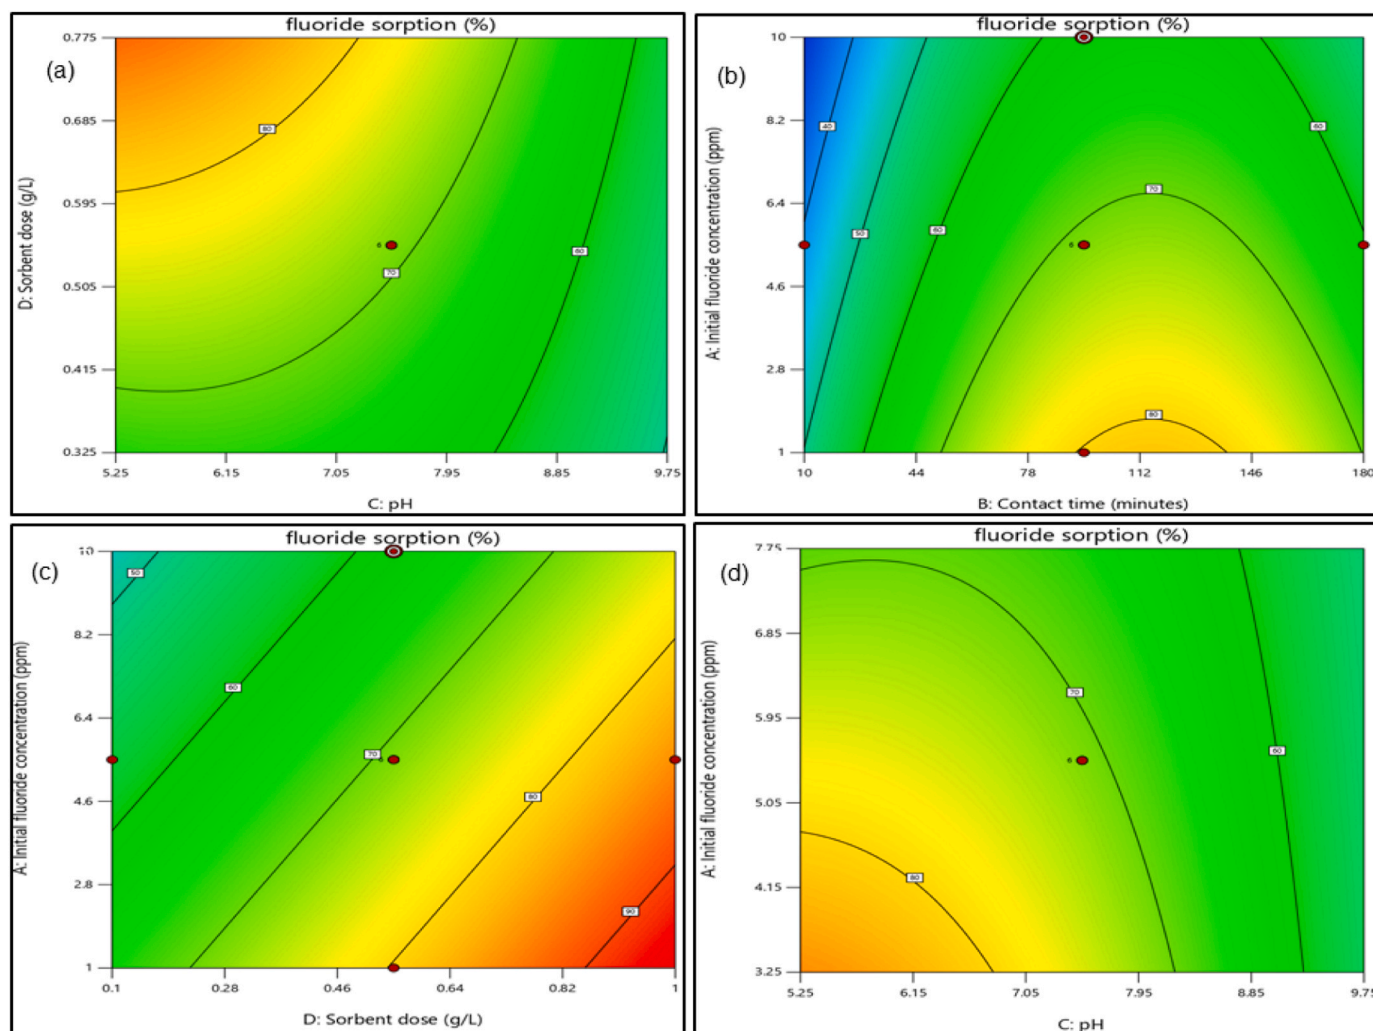 fluoride sorption (%)
(a)
D: Sorbent dose (g/L)
0.775
0.685
0.595
0.505
0.415
0.325
80
6
70
60
5.25 6.15 7.05 7.95 8.85 9.75
C: pH
fluoride sorption (%)
(b)
A: Initial fluoride concentration (ppm)
10
8.2
6.4
4.6
2.8
1
40
50
60
70
6
80
60
10 44 78 112 146 180
B: Contact time (minutes)
fluoride sorption (%)
(c)
A: Initial fluoride concentration (ppm)
10
8.2
6.4
4.6
2.8
1
50
60
70
6
80
90
0.1 0.28 0.46 0.64 0.82 1
D: Sorbent dose (g/L)
fluoride sorption (%)
(d)
A: Initial fluoride concentration (ppm)
7.75
6.85
5.95
5.05
4.15
3.25
70
60
6
80
5.25 6.15 7.05 7.95 8.85 9.75
C: pH